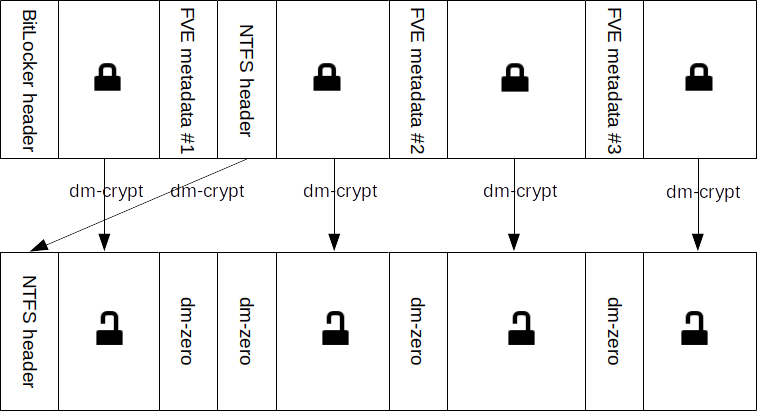 BitLocker header
FVE metadata #1
NTFS header
FVE metadata #2
FVE metadata #3
dm-crypt
dm-crypt
dm-crypt
dm-crypt
dm-crypt
NTFS header
dm-zero
dm-zero
dm-zero
dm-zero